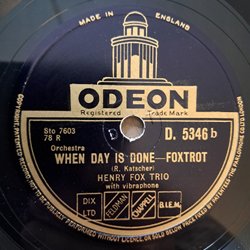 MADE IN ENGLAND
ODEON
Registered Trade Mark
Sto 7603
78 R
D
D. 5346 b
Orchestra
WHEN DAY IS DONE—FOXTROT
(R. Katscher)
HENRY FOX TRIO
with vibraphone
DIX LTD
FELDMAN
CHAPPELL
B.I.E.M.